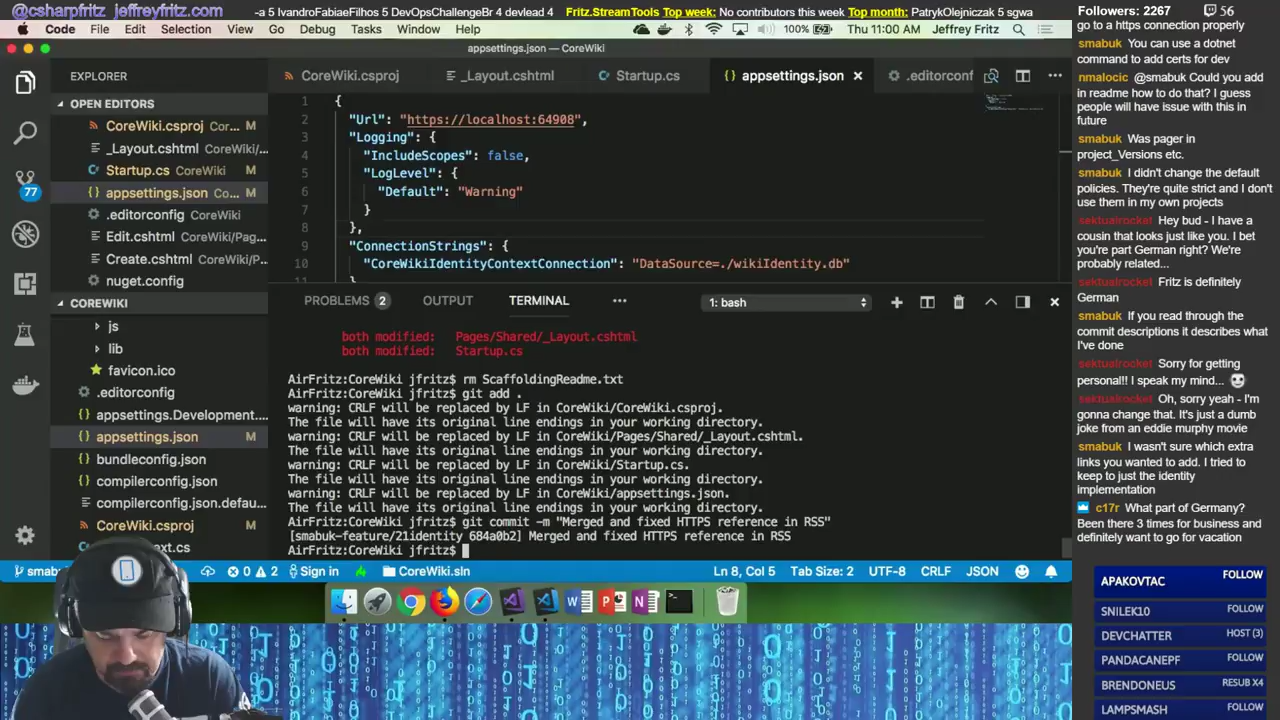 @csharpfritz jeffreyfritz.com
-a 5 IvandroFabiaeFilhos 5 DevOpsChallengeIr 4 devlead 4
Fritz.StreamTools Top week: No contributors this week Top month: PatrykOlejniczak 5 sgwa
Followers: 2267
56
Code File Edit Selection View Go Debug Tasks Window Help
100% Thu 11:00 AM Jeffrey Fritz
appsettings.json — CoreWiki
EXPLORER
OPEN EDITORS
CoreWiki.csproj Cor... M
_Layout.cshtml CoreWiki/...
Startup.cs CoreWiki M
appsettings.json Co... M
.editorconfig CoreWiki
Edit.cshtml CoreWiki/Pag...
Create.cshtml CoreWiki/P...
nuget.config
77
COREWIKI
js
lib
favicon.ico
.editorconfig
appsettings.Development....
appsettings.json M
bundleconfig.json
compilerconfig.json
compilerconfig.json.defau...
CoreWiki.csproj M
CoreWiki.csproj
_Layout.cshtml
Startup.cs
appsettings.json
.editorconf
1 {
2 "Url": "https://localhost:64908",
3 "Logging": {
4 "IncludeScopes": false,
5 "LogLevel": {
6 "Default": "Warning"
7 }
8 },
9 "ConnectionStrings": {
10 "CoreWikiIdentityContextConnection": "DataSource=./wikiIdentity.db"
11
PROBLEMS 2 OUTPUT TERMINAL ... 1: bash
both modified: Pages/Shared/_Layout.cshtml
both modified: Startup.cs
AirFritz:CoreWiki jfritz$ rm ScaffoldingReadme.txt
AirFritz:CoreWiki jfritz$ git add .
warning: CRLF will be replaced by LF in CoreWiki/CoreWiki.csproj.
The file will have its original line endings in your working directory.
warning: CRLF will be replaced by LF in CoreWiki/Pages/Shared/_Layout.cshtml.
The file will have its original line endings in your working directory.
warning: CRLF will be replaced by LF in CoreWiki/Startup.cs.
The file will have its original line endings in your working directory.
warning: CRLF will be replaced by LF in CoreWiki/appsettings.json.
The file will have its original line endings in your working directory.
AirFritz:CoreWiki jfritz$ git commit -m "Merged and fixed HTTPS reference in RSS"
[smabuk-feature/21identity 684a0b2] Merged and fixed HTTPS reference in RSS
AirFritz:CoreWiki jfritz$
smab
0 2 Sign in CoreWiki.sln Ln 8, Col 5 Tab Size: 2 UTF-8 CRLF JSON
go to a https connection properly
smabuk You can use a dotnet
command to add certs for dev
nmalocic @smabuk Could you add
in readme how to do that? I guess
people will have issue with this in
future
smabuk Was pager in
project_Versions etc.
smabuk I didn't change the default
policies. They're quite strict and I don't
use them in my own projects
sektualrocket Hey bud - I have a
cousin that looks just like you. I bet
you're part German right? We're
probably related...
sektualrocket Fritz is definitely
German
smabuk If you read through the
commit descriptions it describes what
I've done
sektualrocket Sorry for getting
personal!! I speak my mind...
sektualrocket Oh, sorry yeah - I'm
gonna change that. It's just a dumb
joke from an eddie murphy movie
smabuk I wasn't sure which extra
links you wanted to add. I tried to
keep to just the identity
implementation
c17r What part of Germany?
Been there 3 times for business and
definitely want to go for vacation
APAKOVTAC FOLLOW
SNILEK10 FOLLOW
DEVCHATTER HOST (3)
PANDACANEPF FOLLOW
BRENDONEUS RESUB X4
LAMPSMASH FOLLOW